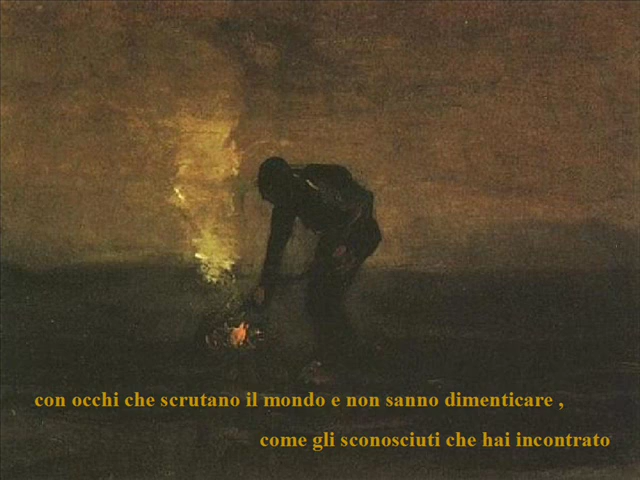 con occhi che scrutano il mondo e non sanno dimenticare ,
come gli sconosciuti che hai incontrato